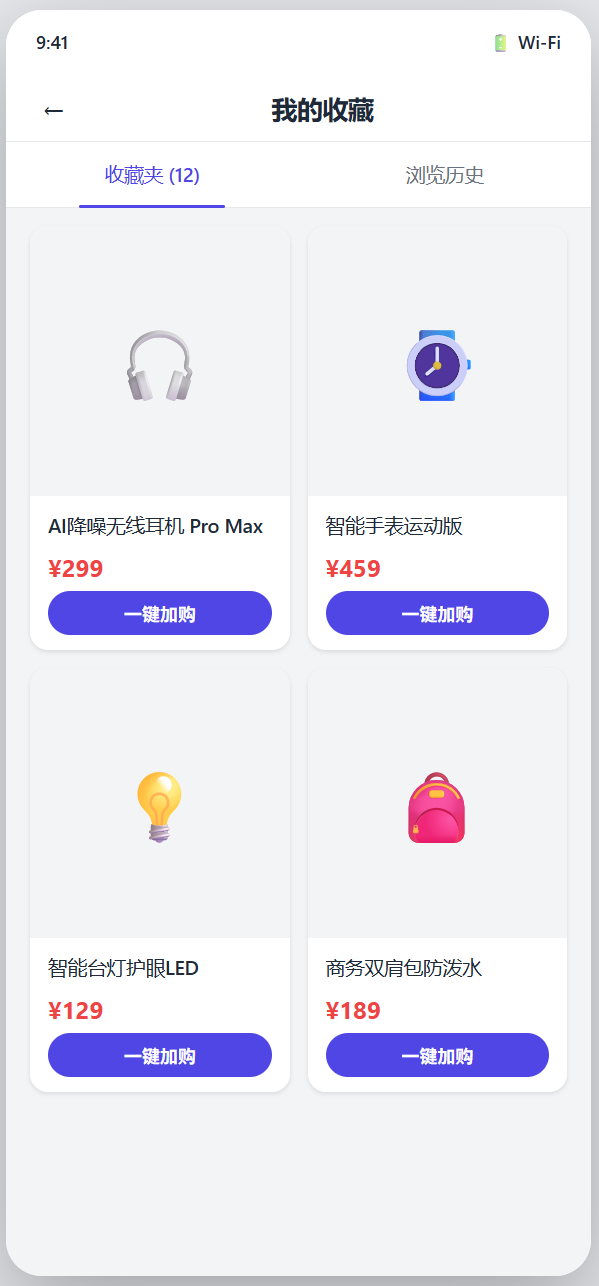 9:41 Wi-Fi
← 我的收藏
收藏夹 (12) 浏览历史
AI降噪无线耳机 Pro Max
¥299
一键加购
智能手表运动版
¥459
一键加购
智能台灯护眼LED
¥129
一键加购
商务双肩包防泼水
¥189
一键加购